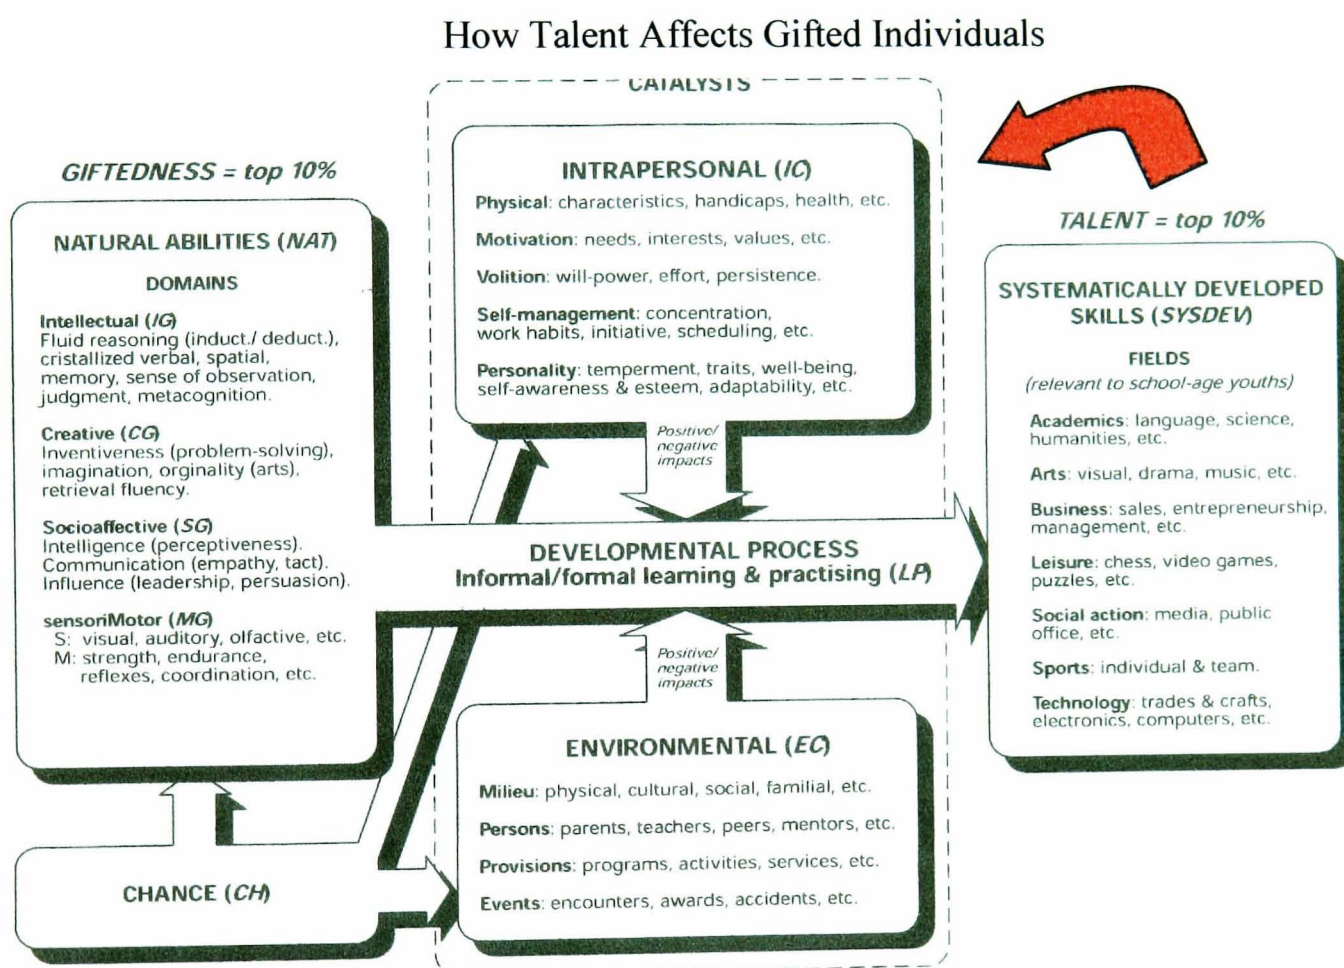 How Talent Affects Gifted Individuals
CATALYSTS
GIFTEDNESS = top 10%
NATURAL ABILITIES (NAT)
DOMAINS
Intellectual (IG)
Fluid reasoning (induct./ deduct.),
cristallized verbal, spatial,
memory, sense of observation,
judgment, metacognition.
Creative (CG)
Inventiveness (problem-solving),
imagination, orginality (arts),
retrieval fluency.
Socioaffective (SG)
Intelligence (perceptiveness).
Communication (empathy, tact).
Influence (leadership, persuasion).
sensoriMotor (MG)
S: visual, auditory, olfactive, etc.
M: strength, endurance,
reflexes, coordination, etc.
CHANCE (CH)
INTRAPERSONAL (IC)
Physical: characteristics, handicaps, health, etc.
Motivation: needs, interests, values, etc.
Volition: will-power, effort, persistence.
Self-management: concentration,
work habits, initiative, scheduling, etc.
Personality: temperment, traits, well-being,
self-awareness & esteem, adaptability, etc.
Positive/
negative
impacts
DEVELOPMENTAL PROCESS
Informal/formal learning & practising (LP)
Positive/
negative
impacts
ENVIRONMENTAL (EC)
Milieu: physical, cultural, social, familial, etc.
Persons: parents, teachers, peers, mentors, etc.
Provisions: programs, activities, services, etc.
Events: encounters, awards, accidents, etc.
TALENT = top 10%
SYSTEMATICALLY DEVELOPED
SKILLS (SYSDEV)
FIELDS
(relevant to school-age youths)
Academics: language, science,
humanities, etc.
Arts: visual, drama, music, etc.
Business: sales, entrepreneurship,
management, etc.
Leisure: chess, video games,
puzzles, etc.
Social action: media, public
office, etc.
Sports: individual & team.
Technology: trades & crafts,
electronics, computers, etc.